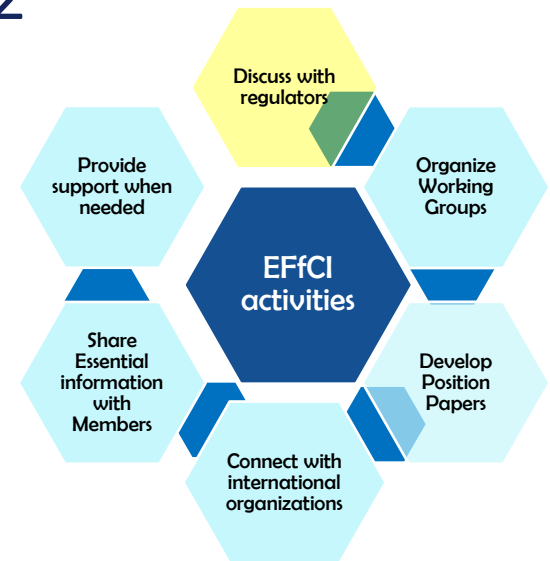 Discuss with
regulators
Organize
Working
Groups
Develop
Position
Papers
Connect with
international
organizations
Share
Essential
information
with
Members
Provide
support when
needed
EFfCI
activities